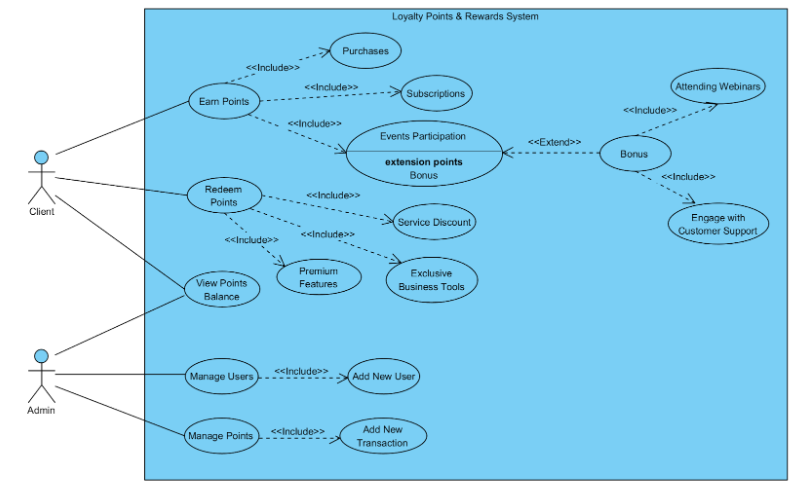 Loyalty Points & Rewards System
Purchases
<<Include>>
Earn Points
<<Include>>
Subscriptions
<<Include>>
Events Participation
extension points
Bonus
<<Extend>>
Bonus
<<Include>>
Attending Webinars
<<Include>>
Engage with
Customer Support
Client
Redeem
Points
<<Include>>
Service Discount
<<Include>>
Exclusive
Business Tools
<<Include>>
Premium
Features
View Points
Balance
Admin
Manage Users
<<Include>>
Add New User
Manage Points
<<Include>>
Add New
Transaction